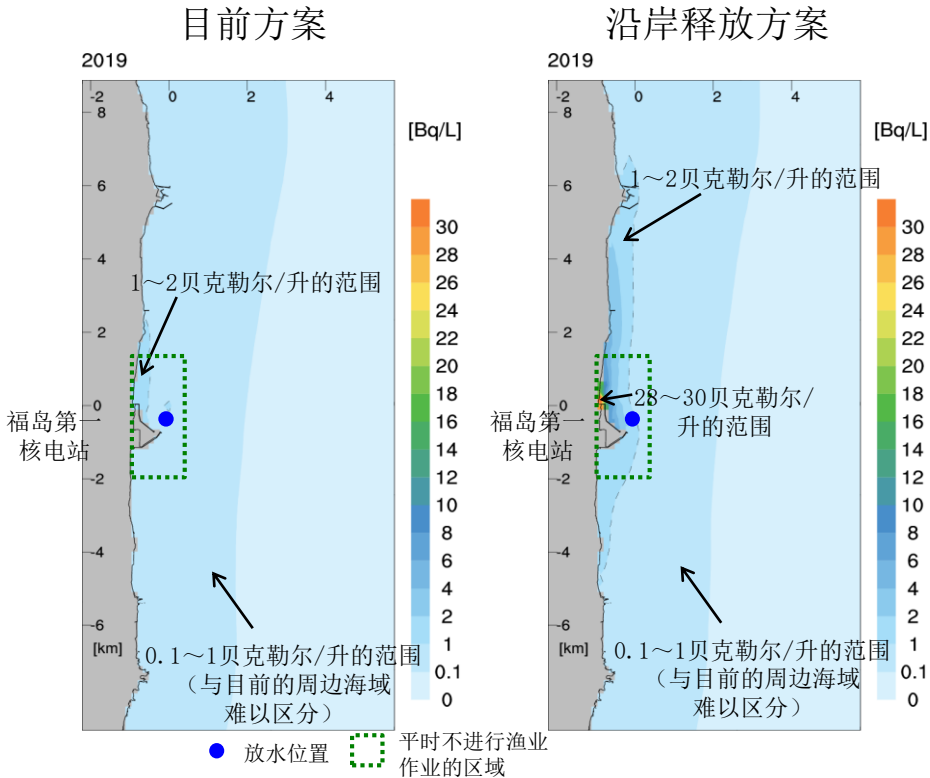 目前方案
2019
-2 0 2 4
8
6
4
2
0
-2
-4
-6
[km]
[Bq/L]
30
28
26
24
22
20
18
16
14
12
10
8
6
4
2
1
0.1
0
1~2贝克勒尔/升的范围
福岛第一
核电站
0.1~1贝克勒尔/升的范围
（与目前的周边海域
难以区分）
沿岸释放方案
2019
-2 0 2 4
8
6
4
2
0
-2
-4
-6
[km]
[Bq/L]
30
28
26
24
22
20
18
16
14
12
10
8
6
4
2
1
0.1
0
1~2贝克勒尔/升的范围
28~30贝克勒尔/
升的范围
福岛第一
核电站
0.1~1贝克勒尔/升的范围
（与目前的周边海域
难以区分）
放水位置
平时不进行渔业
作业的区域